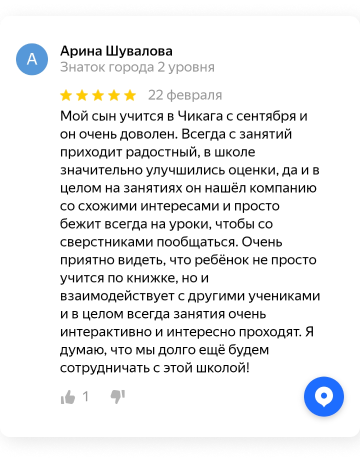 А
Арина Шувалова
Знаток города 2 уровня
22 февраля
Мой сын учится в Чикага с сентября и
он очень доволен. Всегда с занятий
приходит радостный, в школе
значительно улучшились оценки, да и в
целом на занятиях он нашёл компанию
со схожими интересами и просто
бежит всегда на уроки, чтобы со
сверстниками пообщаться. Очень
приятно видеть, что ребёнок не просто
учится по книжке, но и
взаимодействует с другими учениками
и в целом всегда занятия очень
интерактивно и интересно проходят. Я
думаю, что мы долго ещё будем
сотрудничать с этой школой!
1